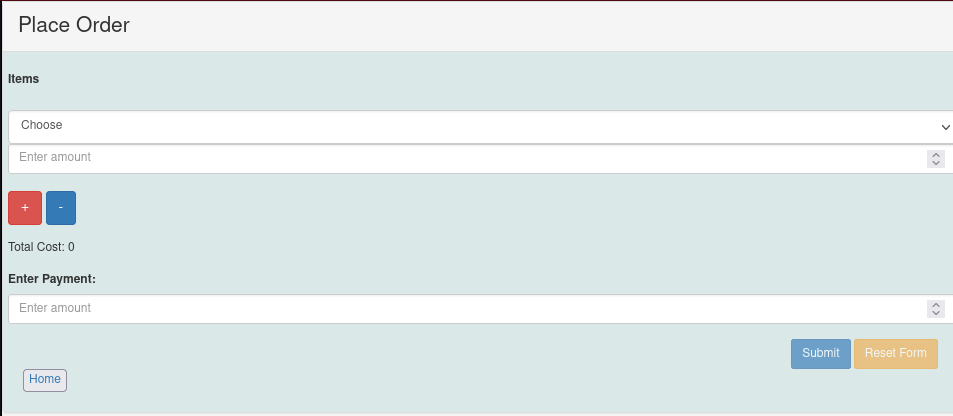 Place Order
Items
Choose
Enter amount
+ -
Total Cost: 0
Enter Payment:
Enter amount
Submit Reset Form
Home